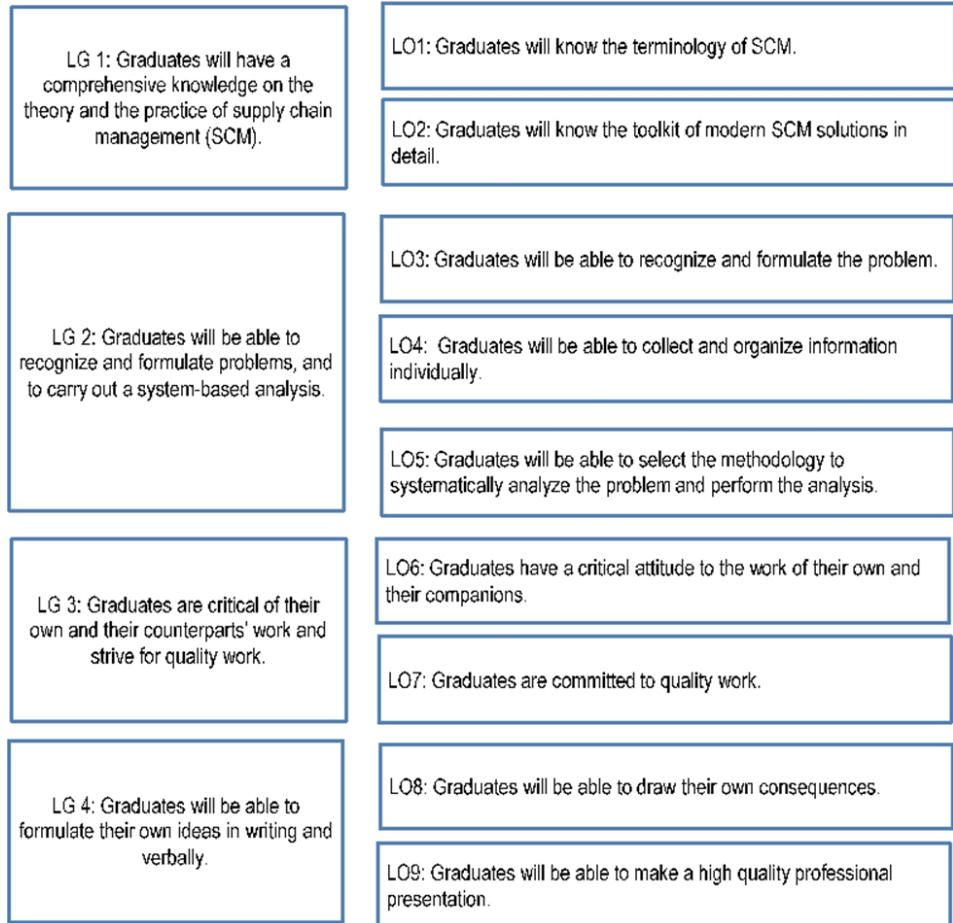 LG 1: Graduates will have a
comprehensive knowledge on the
theory and the practice of supply chain
management (SCM).
LO1: Graduates will know the terminology of SCM.
LO2: Graduates will know the toolkit of modern SCM solutions in
detail.
LG 2: Graduates will be able to
recognize and formulate problems, and
to carry out a system-based analysis.
LO3: Graduates will be able to recognize and formulate the problem.
LO4: Graduates will be able to collect and organize information
individually.
LO5: Graduates will be able to select the methodology to
systematically analyze the problem and perform the analysis.
LG 3: Graduates are critical of their
own and their counterparts' work and
strive for quality work.
LO6: Graduates have a critical attitude to the work of their own and
their companions.
LO7: Graduates are committed to quality work.
LG 4: Graduates will be able to
formulate their own ideas in writing and
verbally.
LO8: Graduates will be able to draw their own consequences.
LO9: Graduates will be able to make a high quality professional
presentation.